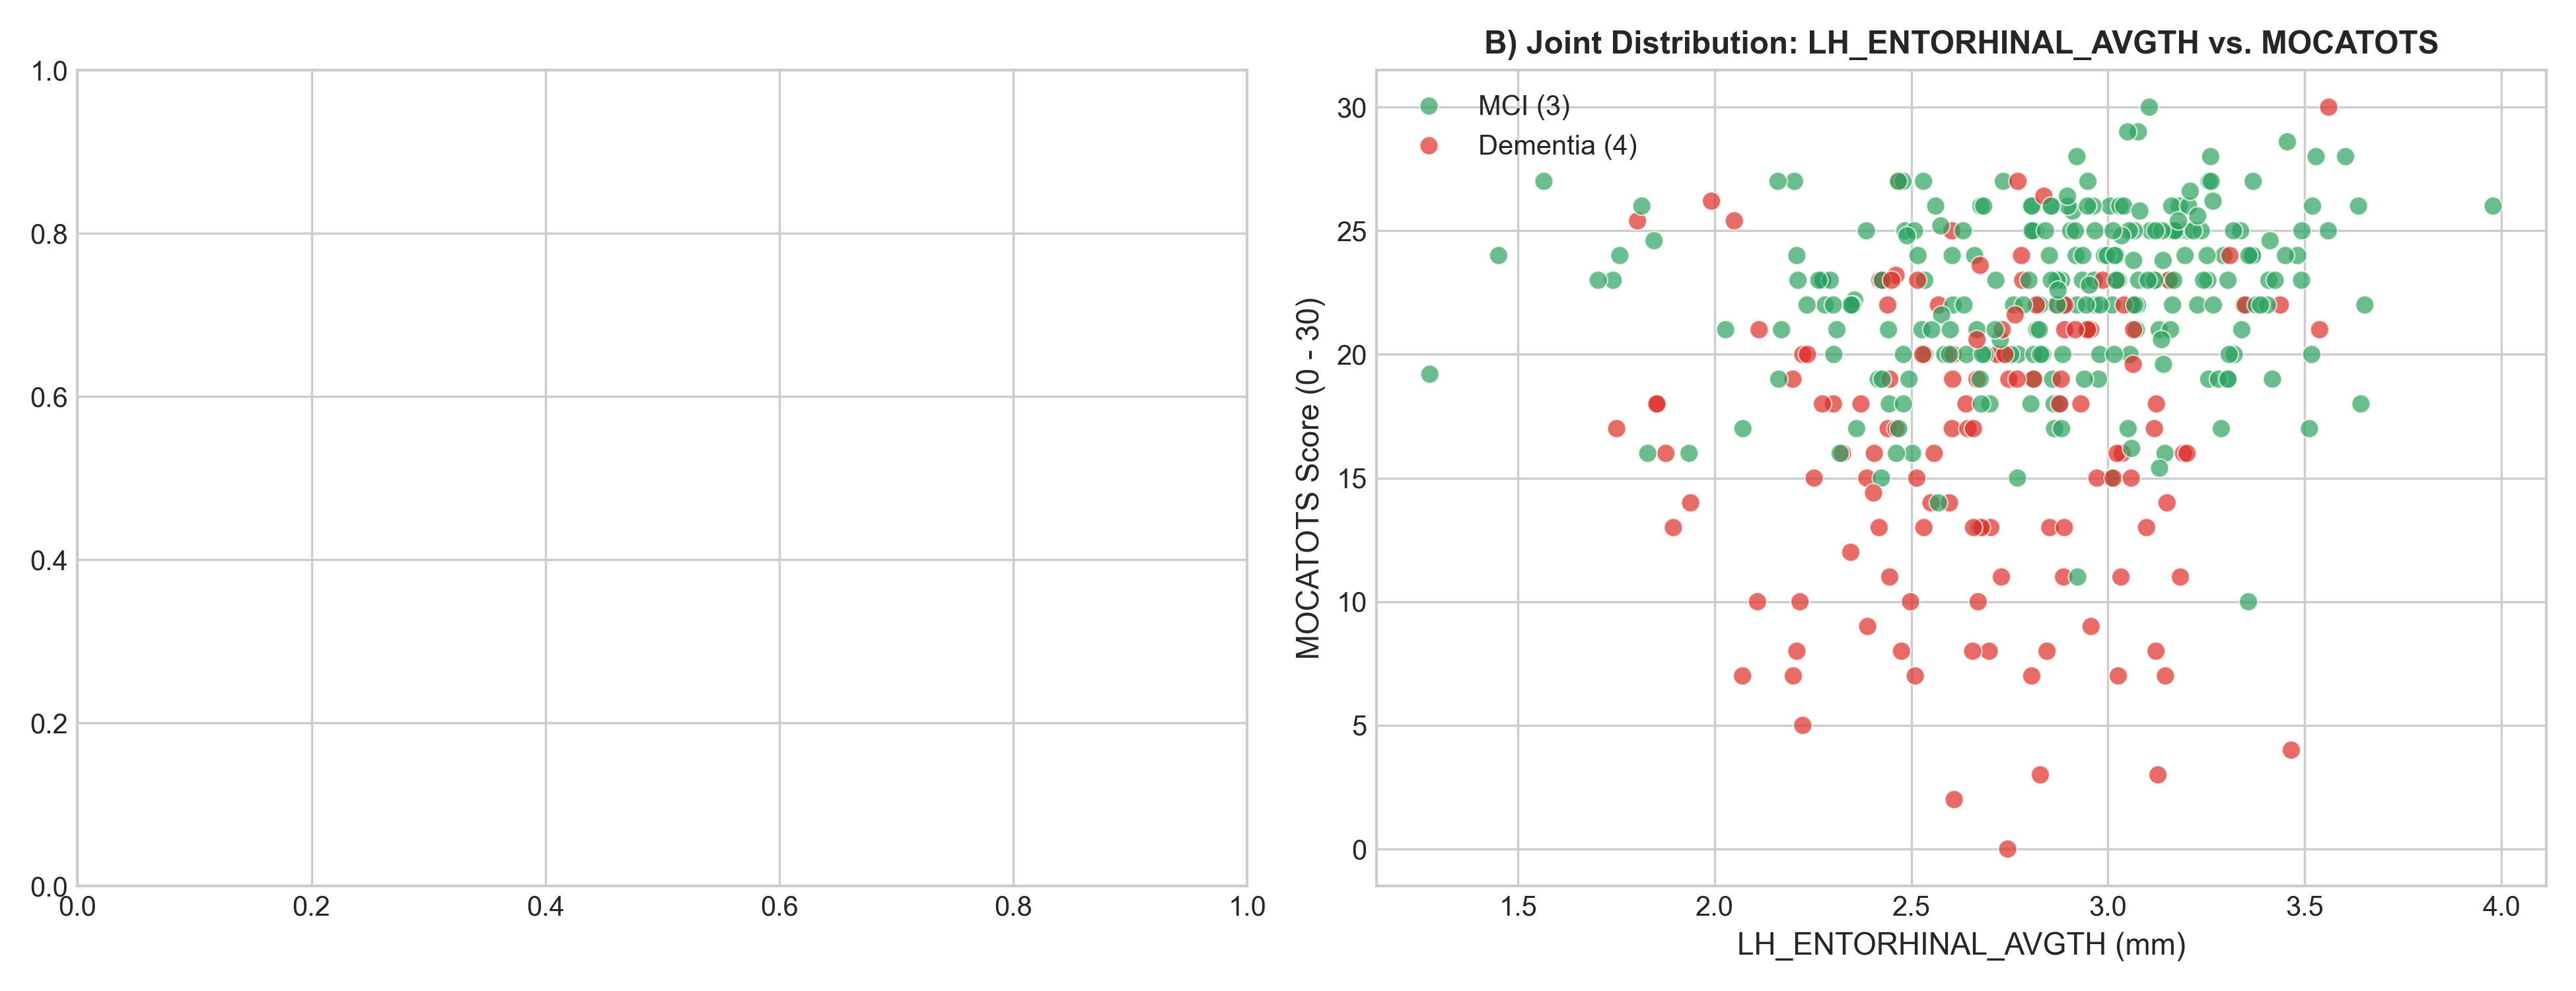 1.0
0.8
0.6
0.4
0.2
0.0
0.0 0.2 0.4 0.6 0.8 1.0
B) Joint Distribution: LH_ENTORHINAL_AVGTH vs. MOCATOTS
MCI (3)
Dementia (4)
MOCATOTS Score (0 - 30)
30
25
20
15
10
5
0
1.5 2.0 2.5 3.0 3.5 4.0
LH_ENTORHINAL_AVGTH (mm)